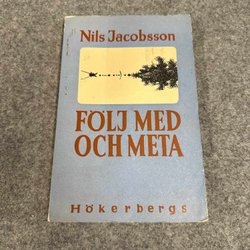 Nils Jacobsson
FÖLJ MED
OCH META
Hökerbergs